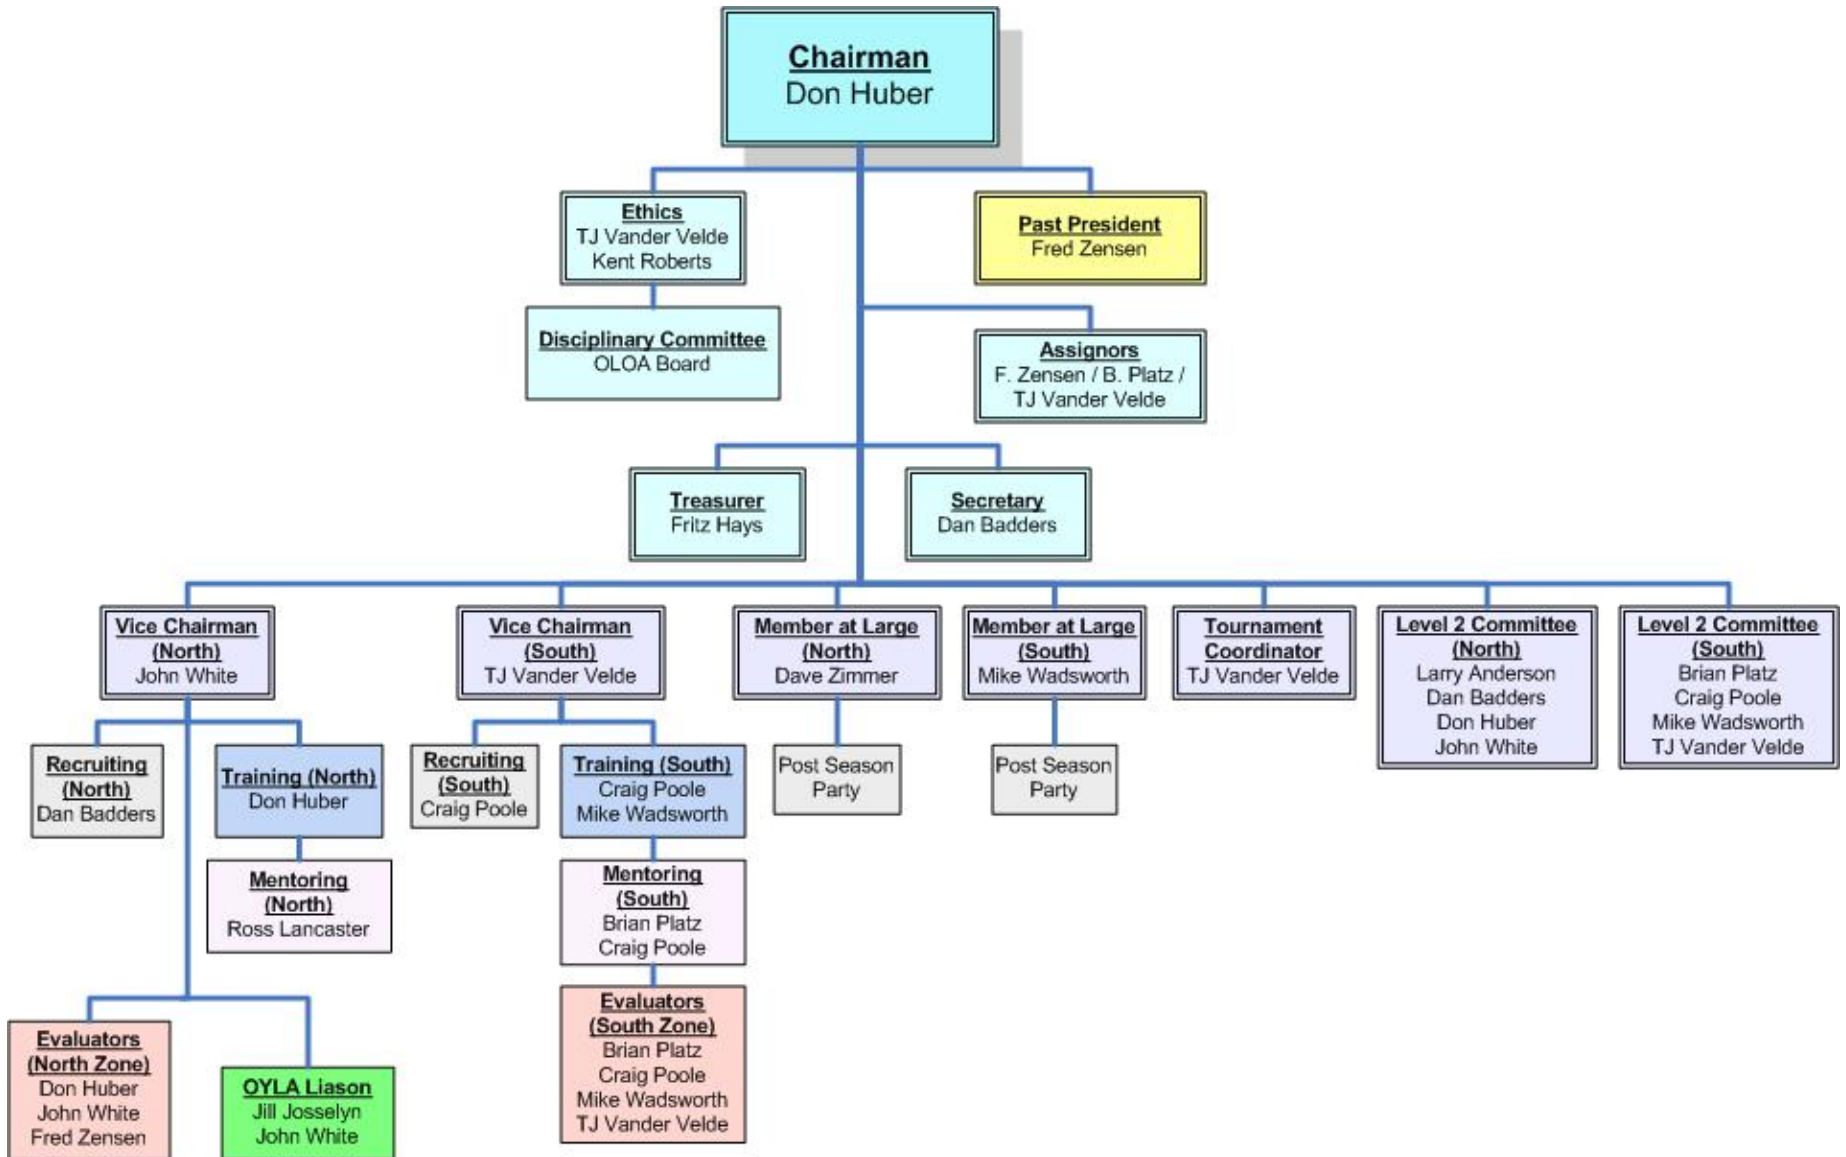 Chairman
Don Huber
Ethics
TJ Vander Velde
Kent Roberts
Past President
Fred Zensen
Disciplinary Committee
OLOA Board
Assignors
F. Zensen / B. Platz /
TJ Vander Velde
Treasurer
Fritz Hays
Secretary
Dan Badders
Vice Chairman
(North)
John White
Vice Chairman
(South)
TJ Vander Velde
Member at Large
(North)
Dave Zimmer
Member at Large
(South)
Mike Wadsworth
Tournament
Coordinator
TJ Vander Velde
Level 2 Committee
(North)
Larry Anderson
Dan Badders
Don Huber
John White
Level 2 Committee
(South)
Brian Platz
Craig Poole
Mike Wadsworth
TJ Vander Velde
Recruiting
(North)
Dan Badders
Training (North)
Don Huber
Recruiting
(South)
Craig Poole
Training (South)
Craig Poole
Mike Wadsworth
Post Season
Party
Post Season
Party
Mentoring
(North)
Ross Lancaster
Mentoring
(South)
Brian Platz
Craig Poole
Evaluators
(North Zone)
Don Huber
John White
Fred Zensen
OYLA Liason
Jill Josselyn
John White
Evaluators
(South Zone)
Brian Platz
Craig Poole
Mike Wadsworth
TJ Vander Velde